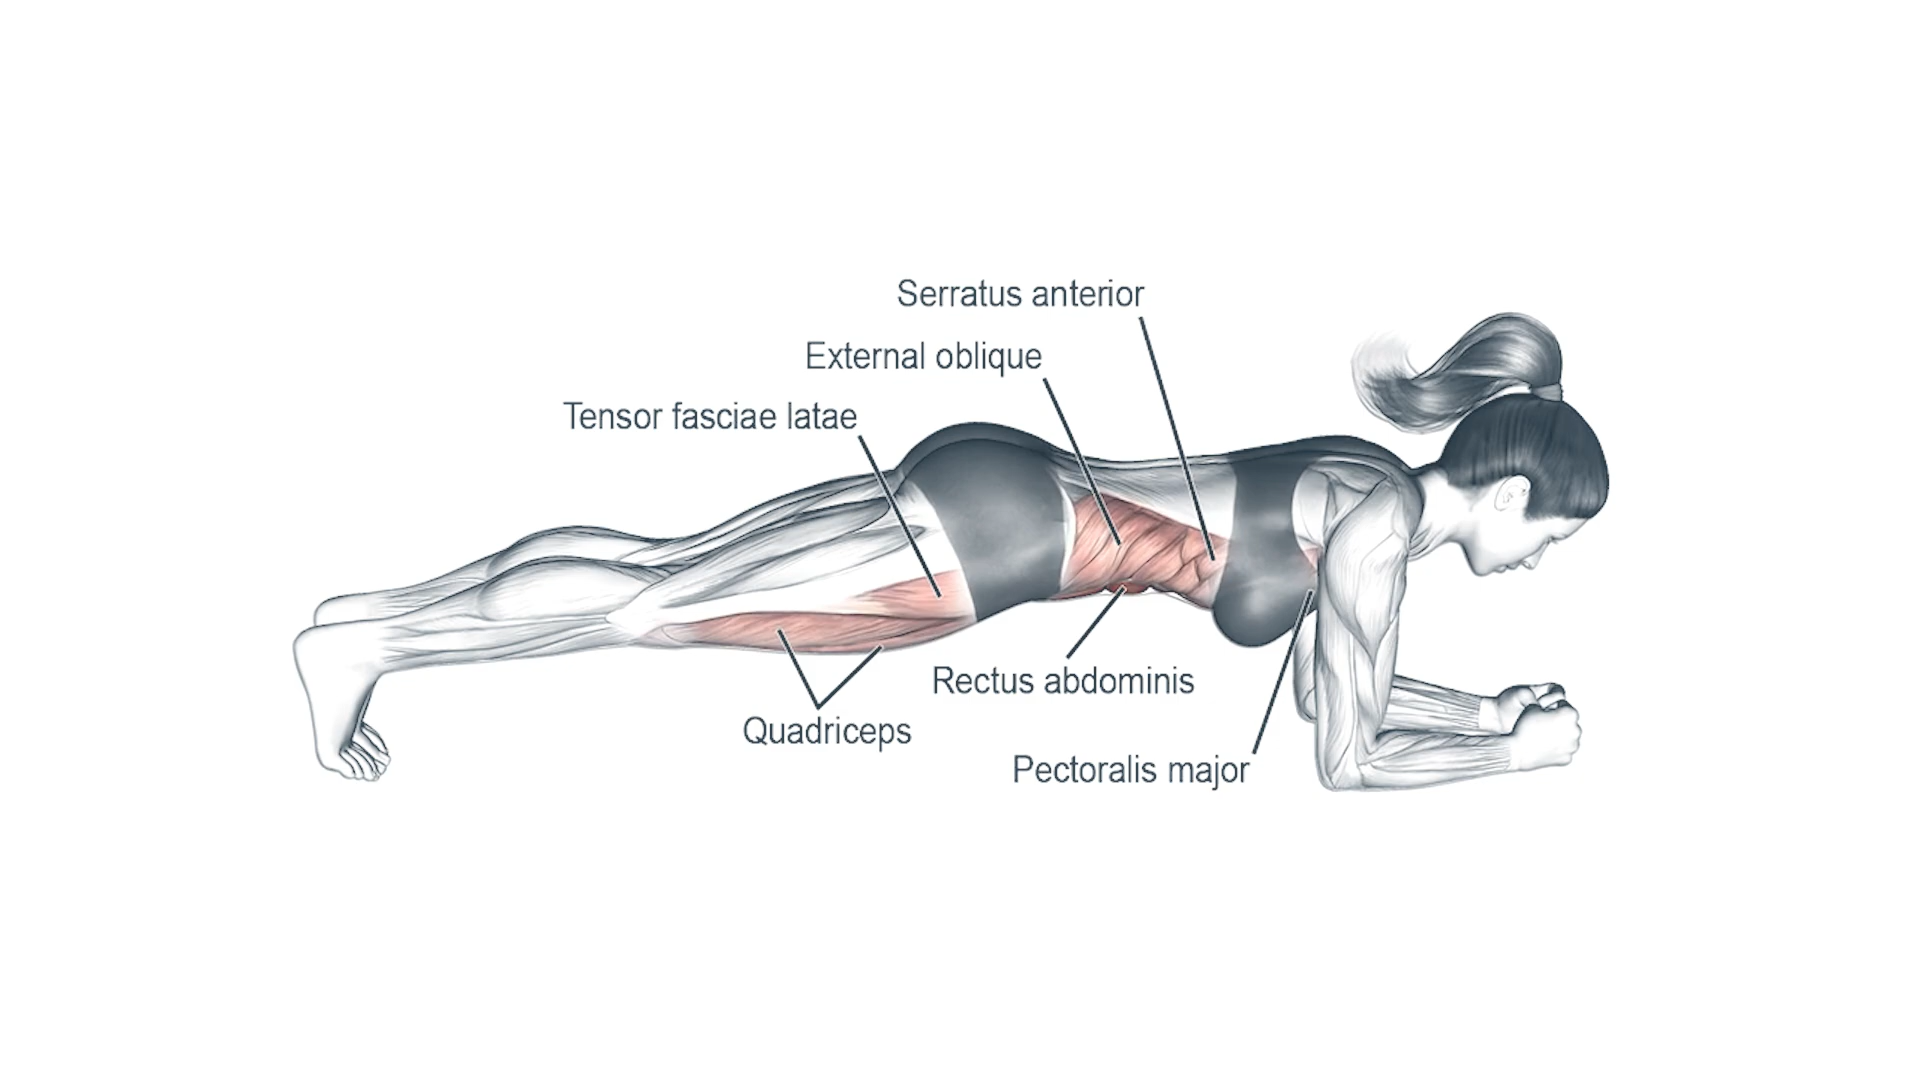 Serratus anterior
External oblique
Tensor fasciae latae
Rectus abdominis
Quadriceps
Pectoralis major